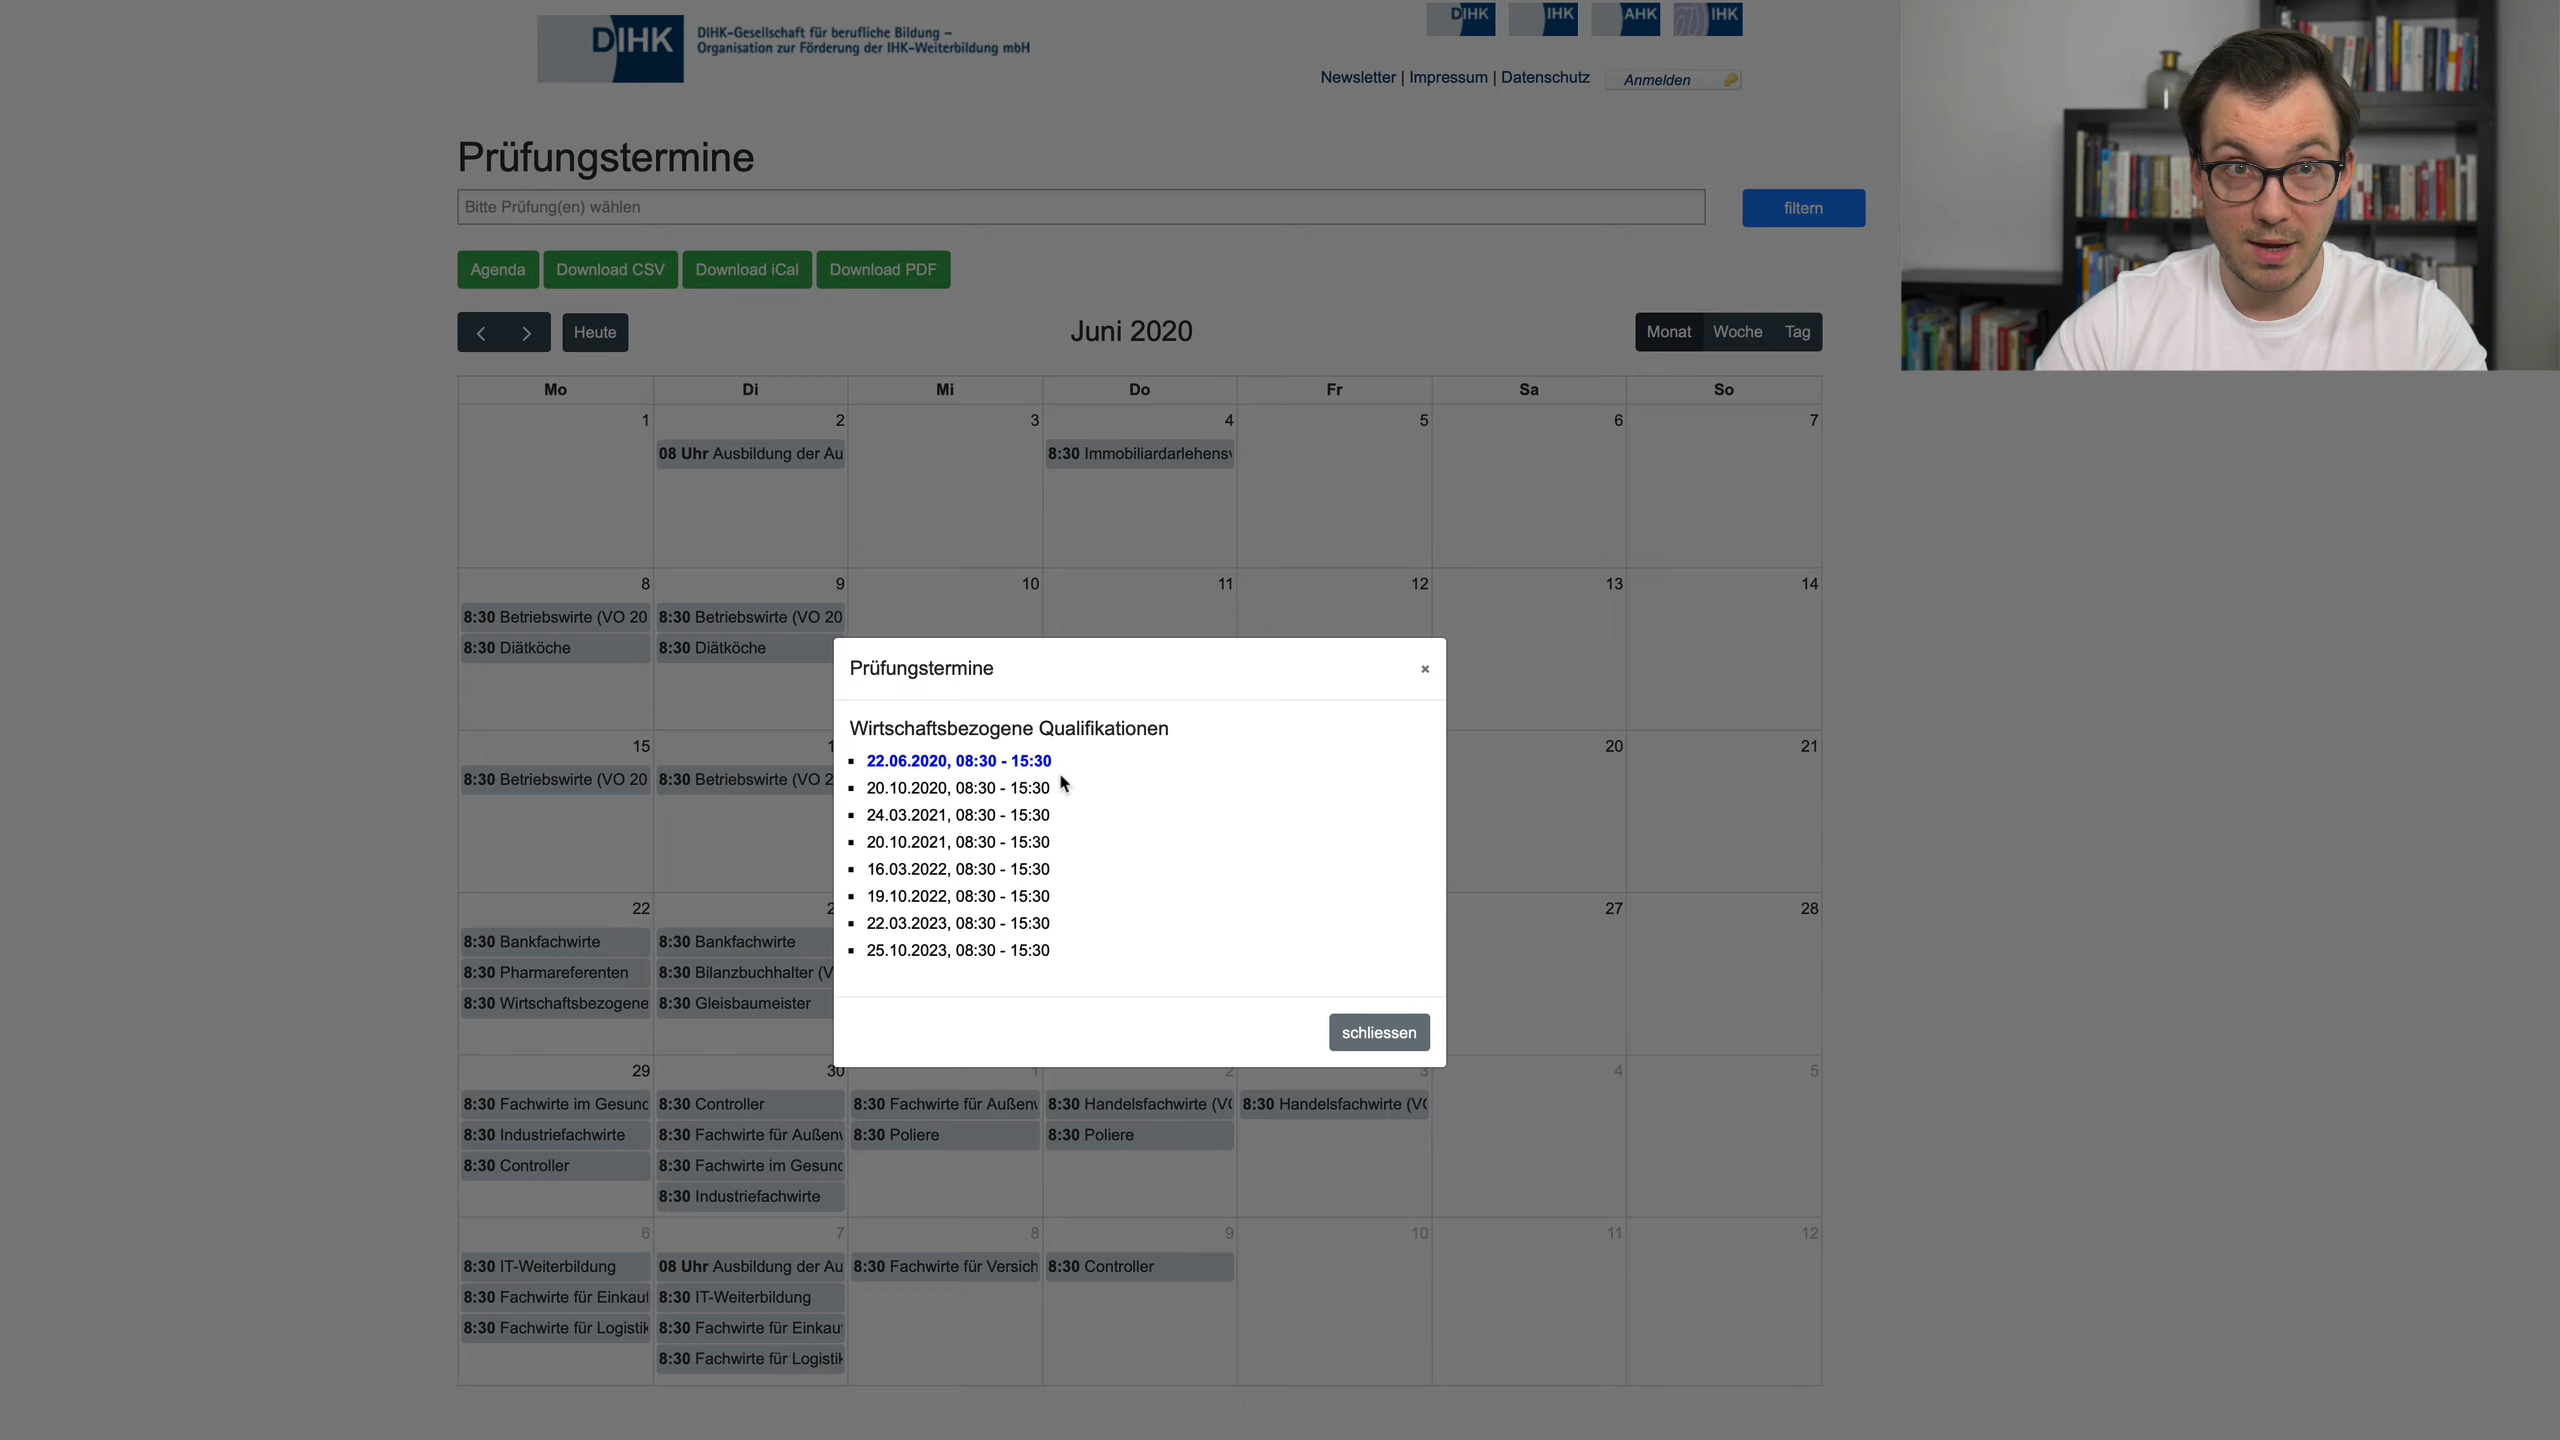 DIHK
DIHK-Gesellschaft für berufliche Bildung –
Organisation zur Förderung der IHK-Weiterbildung mbH
DIHK
IHK
AHK
@ IHK
Newsletter | Impressum | Datenschutz
Anmelden
Prüfungstermine
Bitte Prüfung(en) wählen
filtern
Agenda
Download CSV
Download iCal
Download PDF
Heute
Juni 2020
Monat
Woche
Tag
Mo
Di
Mi
Do
Fr
Sa
So
1
2
3
4
5
6
7
08 Uhr Ausbildung der Au
8:30 Immobiliardarlehens
8
9
10
11
12
13
14
8:30 Betriebswirte (VO 20
8:30 Betriebswirte (VO 20
8:30 Diätköche
8:30 Diätköche
15
1
20
21
8:30 Betriebswirte (VO 20
8:30 Betriebswirte (VO 2
22
2
27
28
8:30 Bankfachwirte
8:30 Bankfachwirte
8:30 Pharmareferenten
8:30 Bilanzbuchhalter (V
8:30 Wirtschaftsbezogene
8:30 Gleisbaumeister
Prüfungstermine
×
Wirtschaftsbezogene Qualifikationen
22.06.2020, 08:30 - 15:30
20.10.2020, 08:30 - 15:30
24.03.2021, 08:30 - 15:30
20.10.2021, 08:30 - 15:30
16.03.2022, 08:30 - 15:30
19.10.2022, 08:30 - 15:30
22.03.2023, 08:30 - 15:30
25.10.2023, 08:30 - 15:30
schliessen
29
30
1
2
3
4
5
8:30 Fachwirte im Gesund
8:30 Controller
8:30 Fachwirte für Außen
8:30 Handelsfachwirte (VO
8:30 Handelsfachwirte (VO
8:30 Industriefachwirte
8:30 Fachwirte für Außen
8:30 Poliere
8:30 Poliere
8:30 Controller
8:30 Fachwirte im Gesund
8:30 Industriefachwirte
6
7
8
9
10
11
12
8:30 IT-Weiterbildung
08 Uhr Ausbildung der Au
8:30 Fachwirte für Versich
8:30 Controller
8:30 Fachwirte für Einkauf
8:30 IT-Weiterbildung
8:30 Fachwirte für Logistik
8:30 Fachwirte für Einkauf
8:30 Fachwirte für Logistik